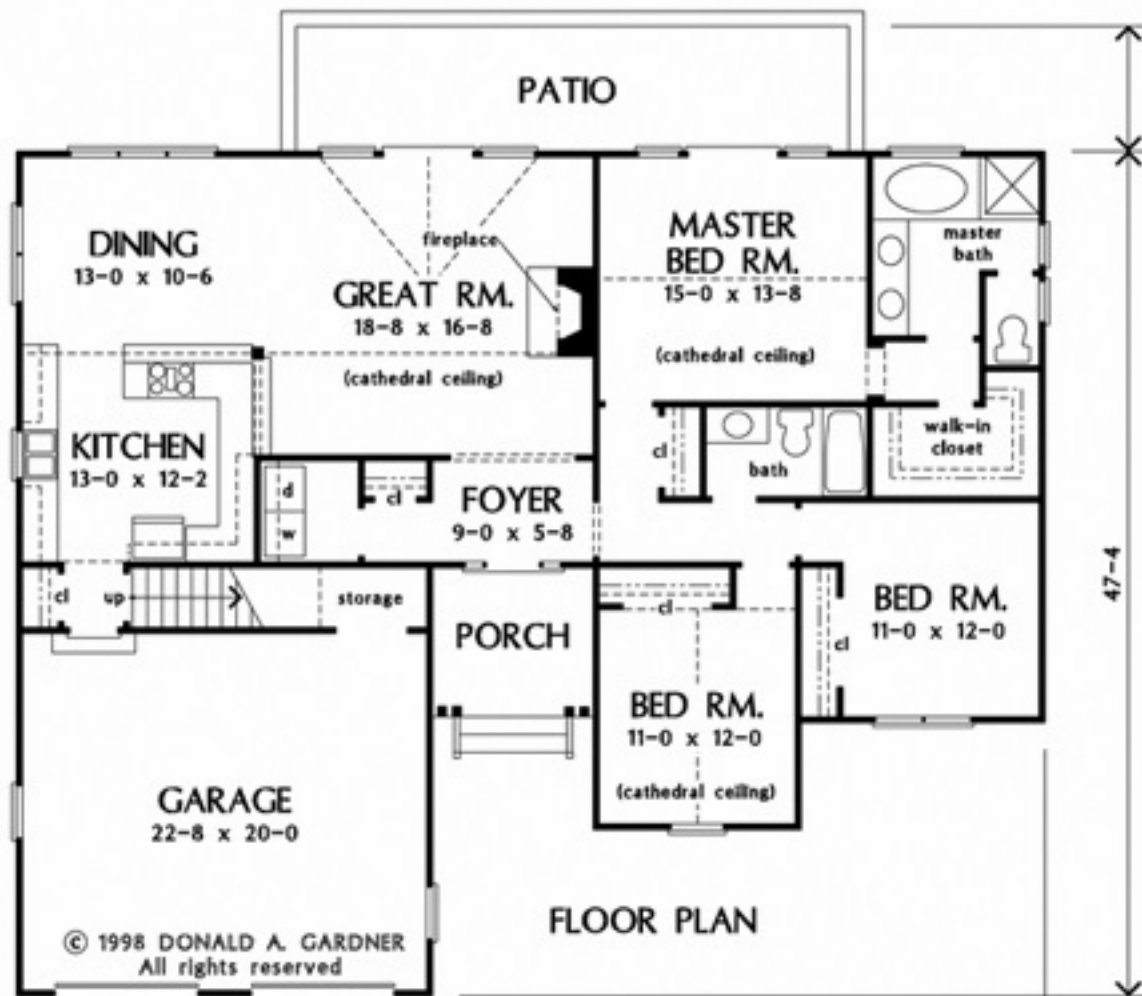 PATIO
DINING
13-0 x 10-6
fireplace
GREAT RM.
18-8 x 16-8
(cathedral ceiling)
MASTER
BED RM.
15-0 x 13-8
(cathedral ceiling)
master
bath
KITCHEN
13-0 x 12-2
d
w
cl
FOYER
9-0 x 5-8
cl
bath
walk-in
closet
cl
up
storage
PORCH
cl
BED RM.
11-0 x 12-0
(cathedral ceiling)
cl
BED RM.
11-0 x 12-0
47-4
GARAGE
22-8 x 20-0
© 1998 DONALD A. GARDNER
All rights reserved
FLOOR PLAN